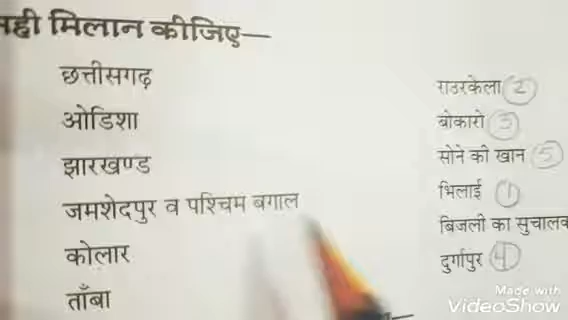 सही मिलान कीजिए—
छत्तीसगढ़
राउरकेला 2
ओडिशा
बोकारो 3
झारखण्ड
सोने की खान 5
जमशेदपुर व पश्चिम बगाल
भिलाई 1
बिजली का सुचालक
कोलार
दुर्गापुर 4
ताँबा
Made with
VideoShow